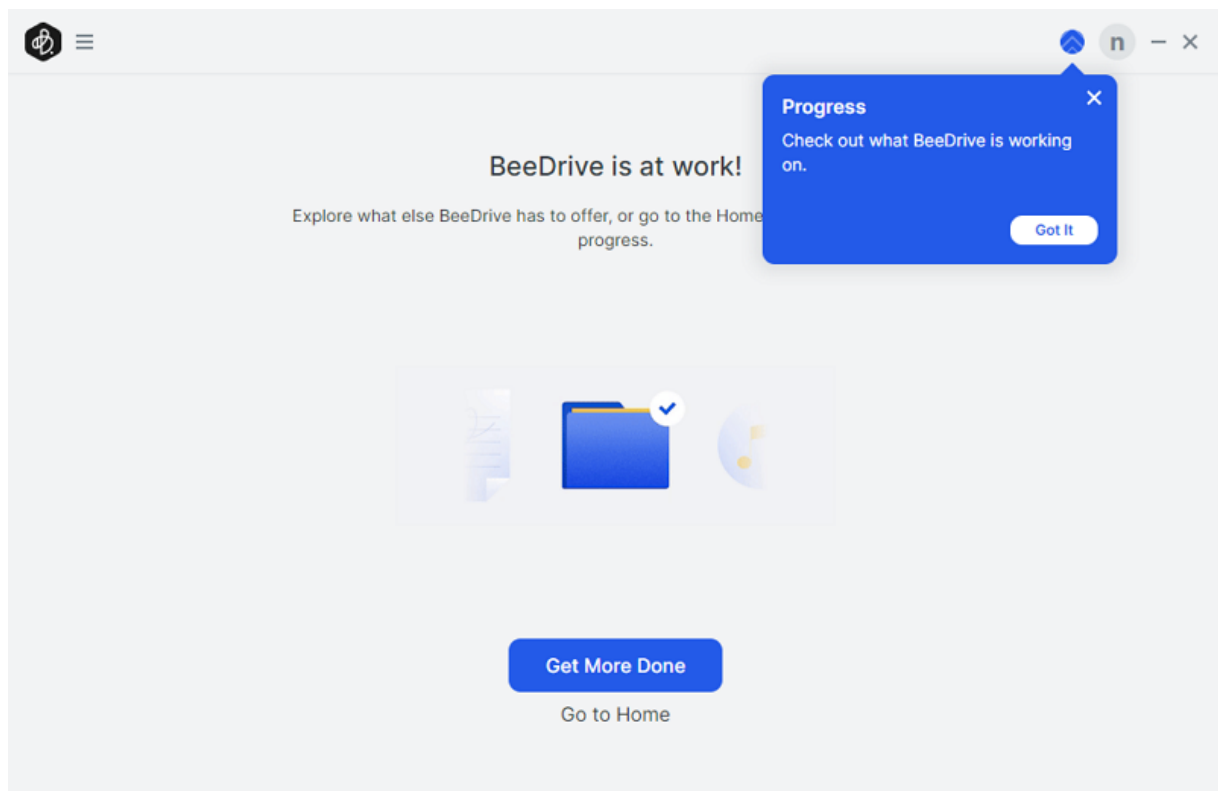 n
Progress
Check out what BeeDrive is working
on.
Got It
BeeDrive is at work!
Explore what else BeeDrive has to offer, or go to the Home
progress.
Get More Done
Go to Home